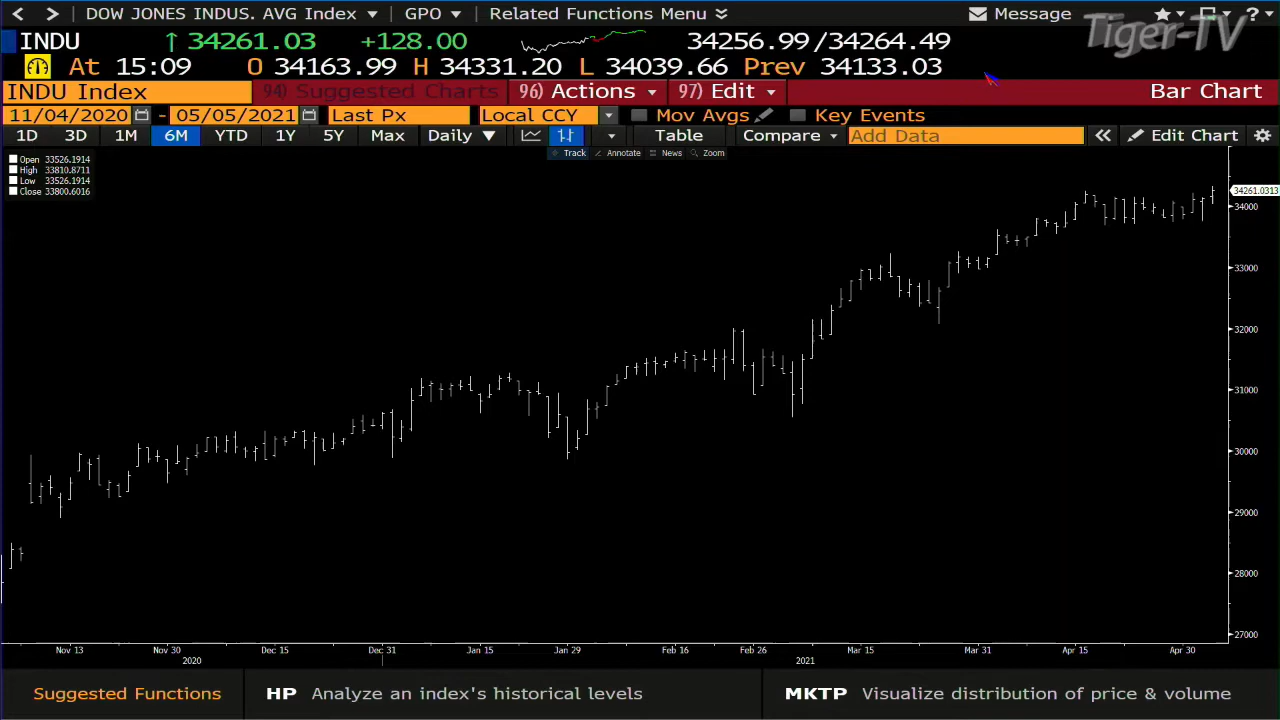 < > DOW JONES INDUS. AVG Index GPO Related Functions Menu Message ?
Tiger-TV
INDU ↑ 34261.03 +128.00 34256.99/34264.49
At 15:09 O 34163.99 H 34331.20 L 34039.66 Prev 34133.03
INDU Index 94) Suggested Charts 96) Actions 97) Edit Bar Chart
11/04/2020 - 05/05/2021 Last Px Local CCY Mov Avgs Key Events
1D 3D 1M 6M YTD 1Y 5Y Max Daily Table Compare Add Data « Edit Chart
Track Annotate News Zoom
Open 33526.1914
High 33810.8711
Low 33526.1914
Close 33800.6016
34261.0313
34000
33000
32000
31000
30000
29000
28000
27000
Nov 13 Nov 30 Dec 15 Dec 31 Jan 15 Jan 29 Feb 16 Feb 26 Mar 15 Mar 31 Apr 15 Apr 30
2020 2021
Suggested Functions HP Analyze an index's historical levels MKTP Visualize distribution of price & volume